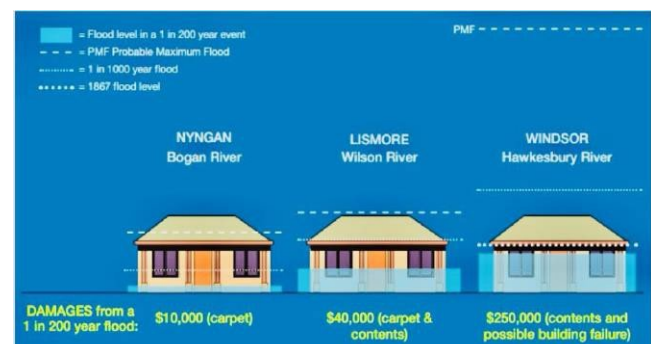 = Flood level in a 1 in 200 year event
= PMF Probable Maximum Flood
= 1 in 1000 year flood
= 1867 flood level
PMF
NYNGAN
Bogan River
LISMORE
Wilson River
WINDSOR
Hawkesbury River
DAMAGES from a
1 in 200 year flood:
$10,000 (carpet)
$40,000 (carpet &
contents)
$250,000 (contents and
possible building failure)